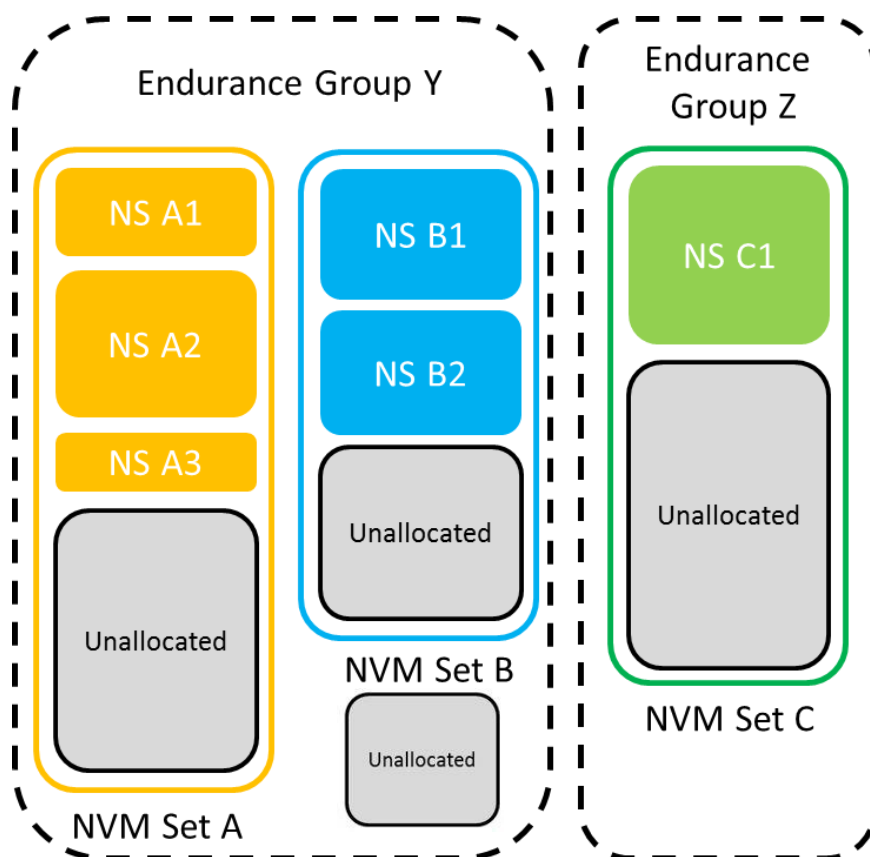 Endurance Group Y
NS A1
NS A2
NS A3
Unallocated
NVM Set A
NS B1
NS B2
Unallocated
NVM Set B
Unallocated
Endurance
Group Z
NS C1
Unallocated
NVM Set C